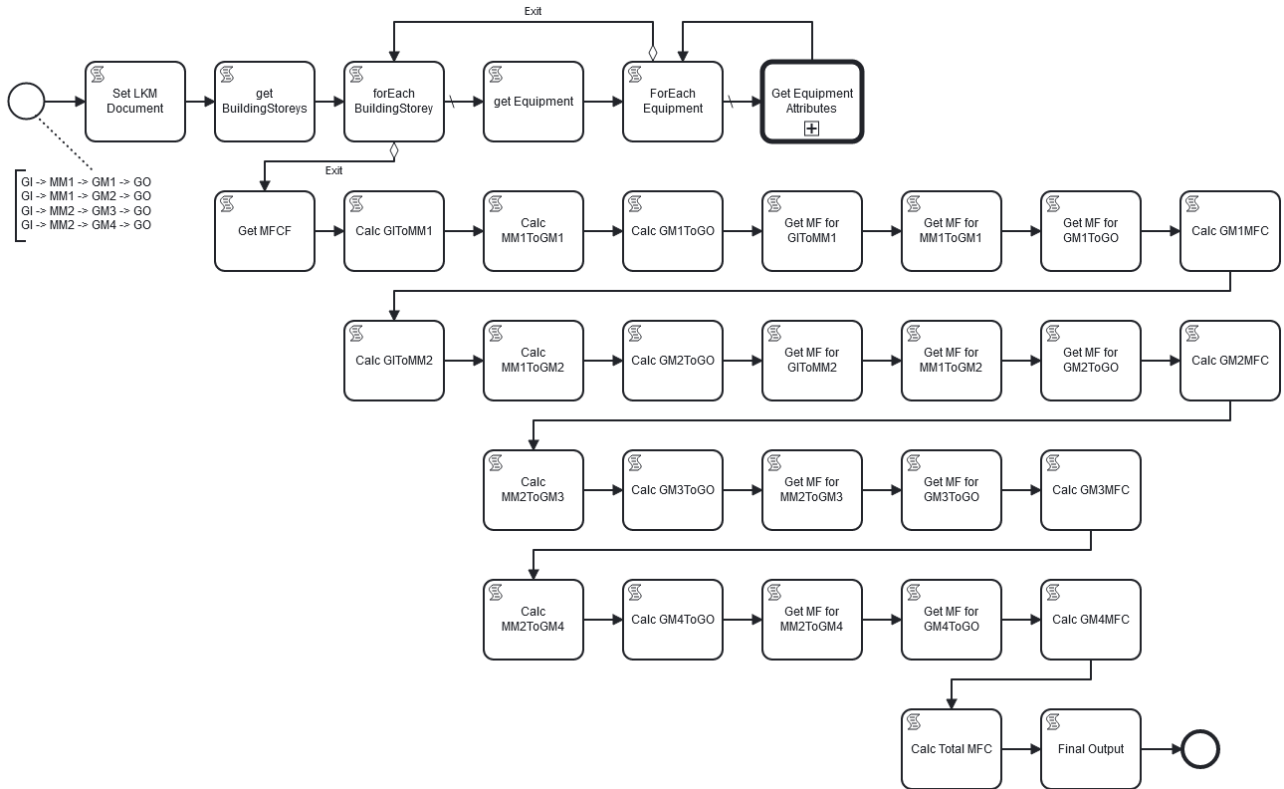 Exit
Set LKM
Document
get
BuildingStoreys
forEach
BuildingStorey
get Equipment
ForEach
Equipment
Get Equipment
Attributes
Exit
GI -> MM1 -> GM1 -> GO
GI -> MM1 -> GM2 -> GO
GI -> MM2 -> GM3 -> GO
GI -> MM2 -> GM4 -> GO
Get MFCF
Calc GIToMM1
Calc
MM1ToGM1
Calc GM1ToGO
Get MF for
GIToMM1
Get MF for
MM1ToGM1
Get MF for
GM1ToGO
Calc GM1MFC
Calc GIToMM2
Calc
MM1ToGM2
Calc GM2ToGO
Get MF for
GIToMM2
Get MF for
MM1ToGM2
Get MF for
GM2ToGO
Calc GM2MFC
Calc
MM2ToGM3
Calc GM3ToGO
Get MF for
MM2ToGM3
Get MF for
GM3ToGO
Calc GM3MFC
Calc
MM2ToGM4
Calc GM4ToGO
Get MF for
MM2ToGM4
Get MF for
GM4ToGO
Calc GM4MFC
Calc Total MFC
Final Output